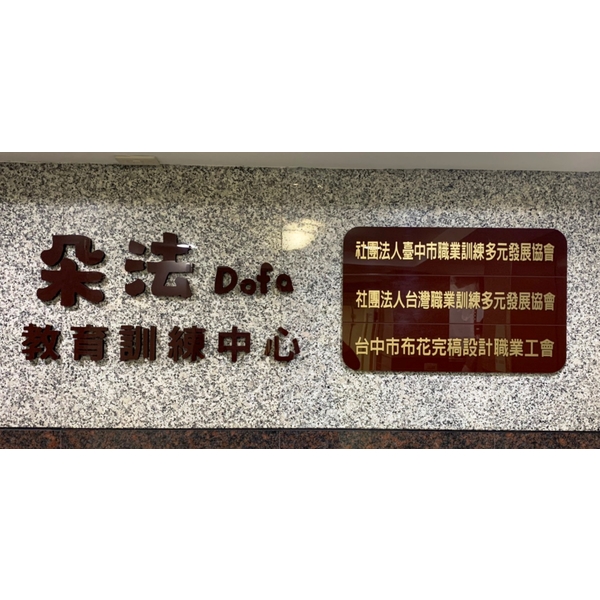 朵法 Dofa
教育訓練中心
社團法人臺中市職業訓練多元發展協會
社團法人台灣職業訓練多元發展協會
台中市布花完稿設計職業工會